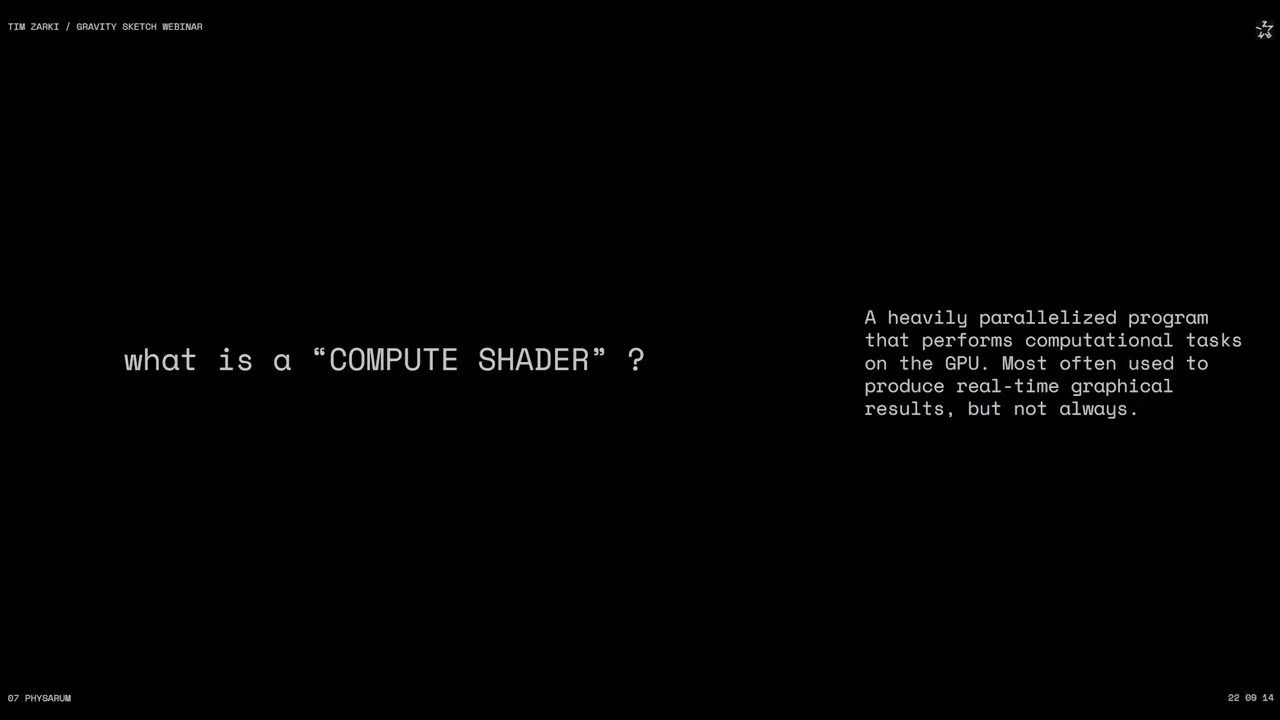 TIM ZARKI / GRAVITY SKETCH WEBINAR
what is a “COMPUTE SHADER” ?
A heavily parallelized program
that performs computational tasks
on the GPU. Most often used to
produce real-time graphical
results, but not always.
07 PHYSARUM
22 09 14